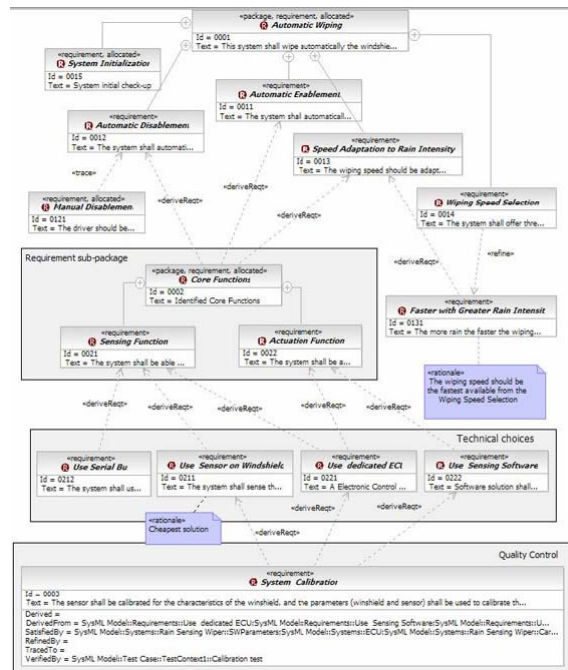 «package, requirement, allocated»
Automatic Wiping
Id = 0001
Text = This system shall wipe automatically the windshie...
«requirement, allocated»
System Initialization
Id = 0015
Text = System initial check-up
«requirement»
Automatic Enablement
Id = 0011
Text = The system shal automaticall...
«requirement»
Automatic Disablement
Id = 0012
Text = The system shall automati...
«requirement»
Speed Adaptation to Rain Intensity
Id = 0013
Text = The wiping speed should be adapt...
«trace»
«deriveReqt»
«requirement, allocated»
Manual Disablemen
Id = 0121
Text = The driver should be...
«deriveReqt»
«requirement»
Wiping Speed Selection
Id = 0014
Text = The system shall offer thre...
«deriveReqt»
«deriveReqt»
«refine»
Requirement sub-package
«package, requirement, allocated»
Core Functions
Id = 0002
Text = Identified Core Functions
«requirement»
Faster with Greater Rain Intensit
Id = 0131
Text = The more rain the faster the wiping...
«requirement»
Sensing Function
Id = 0021
Text = The system shall be able ...
«requirement»
Actuation Function
Id = 0022
Text = The system shall be a...
«rationale»
The wiping speed should be
the fastest available from the
Wiping Speed Selection
«deriveReqt»
«deriveReqt»
«deriveReqt»
«deriveReqt»
Technical choices
«requirement»
Use Serial Bu
Id = 0212
Text = The system shall us...
«requirement»
Use Sensor on Windshield
Id = 0211
Text = The system shall sense th...
«requirement»
Use dedicated ECU
Id = 0221
Text = A Electronic Control ...
«requirement»
Use Sensing Software
Id = 0222
Text = Software solution shall...
«rationale»
Cheapest solution
«deriveReqt»
«deriveReqt»
«deriveReqt»
Quality Control
«requirement»
System Calibration
Id = 0003
Text = The sensor shall be calibrated for the characteristics of the winshield, and the parameters (windshield and sensor) shall be used to calibrate th...
Derived =
DerivedFrom = SysML Model::Requirements::Use dedicated ECU;SysML Model::Requirements::Use Sensing Software;SysML Model::Requirements::U...
SatisfiedBy = SysML Model::Systems::Rain Sensing Wiper::SWParameters;SysML Model::Systems::ECU;SysML Model::Systems::Rain Sensing Wiper::Car...
RefinedBy =
TracedTo =
VerifiedBy = SysML Model::Test Case::TestContext1::Calibration test